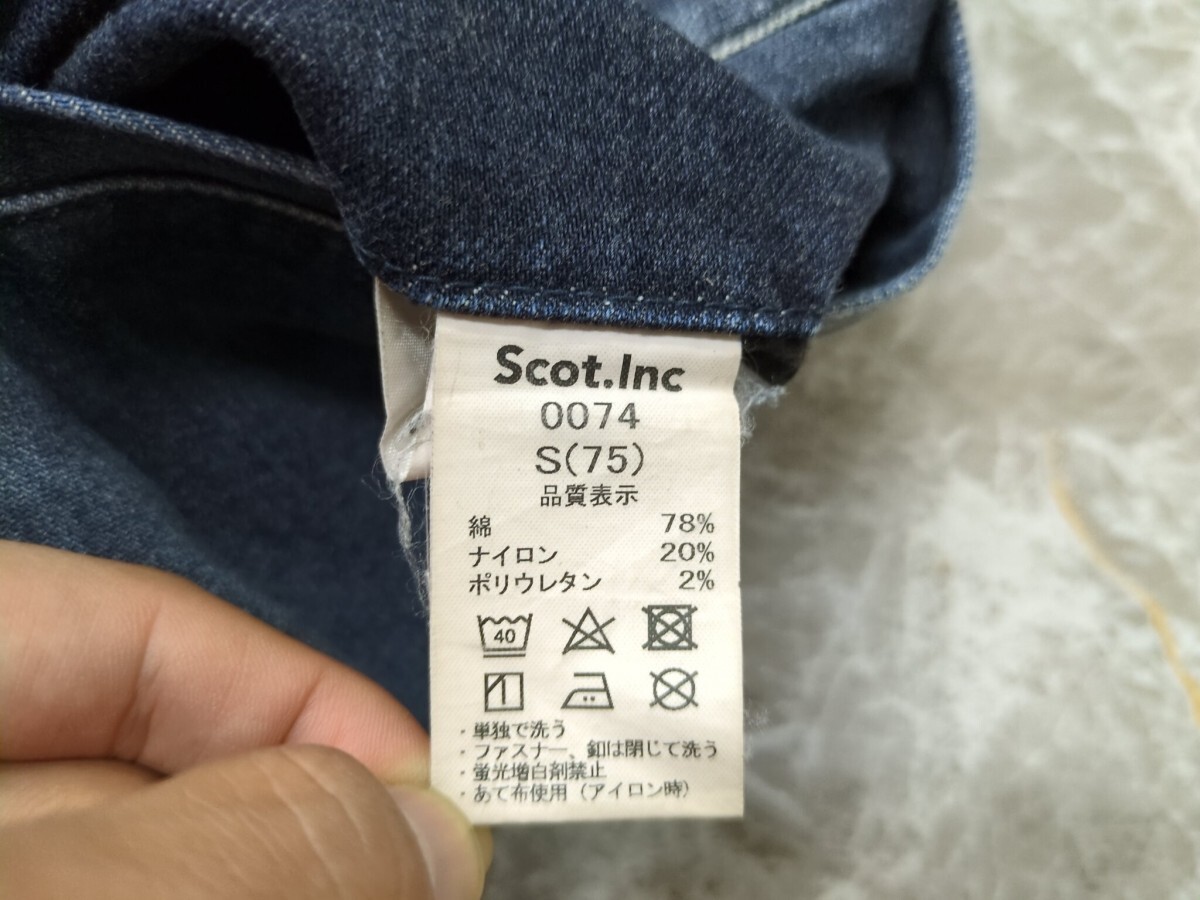 Scot.Inc
0074
S(75)
品質表示
綿 78%
ナイロン 20%
ポリウレタン 2%
40
・単独で洗う
・ファスナー、釦は閉じて洗う
・蛍光増白剤禁止
・あて布使用(アイロン時)